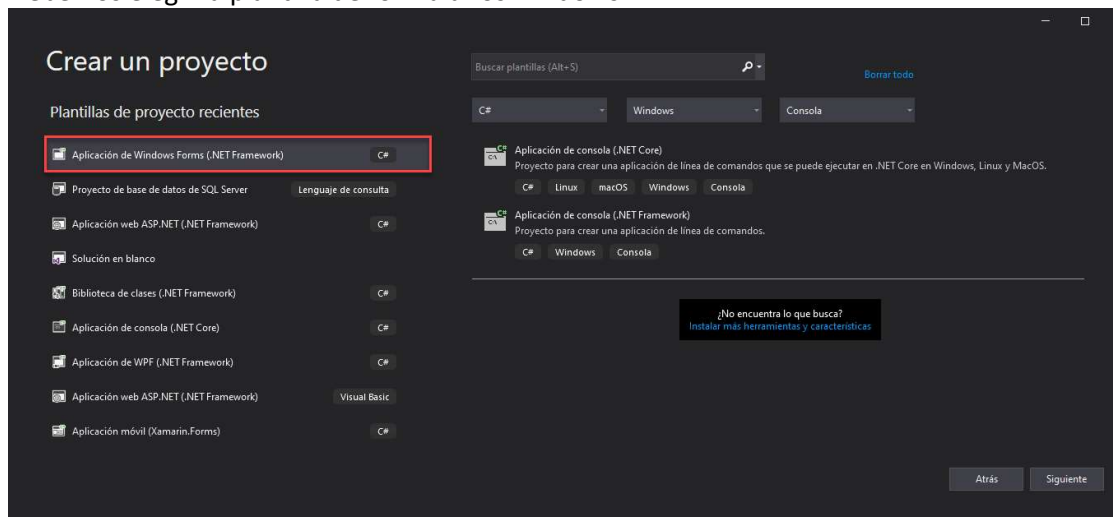 Crear un proyecto
Buscar plantillas (Alt+S)
Borrar todo
Plantillas de proyecto recientes
C# Windows Consola
Aplicación de Windows Forms (.NET Framework) C#
Proyecto de base de datos de SQL Server Lenguaje de consulta
Aplicación web ASP.NET (.NET Framework) C#
Solución en blanco
Biblioteca de clases (.NET Framework) C#
Aplicación de consola (.NET Core) C#
Aplicación de WPF (.NET Framework) C#
Aplicación web ASP.NET (.NET Framework) Visual Basic
Aplicación móvil (Xamarin.Forms) C#
Aplicación de consola (.NET Core)
Proyecto para crear una aplicación de línea de comandos que se puede ejecutar en .NET Core en Windows, Linux y MacOS.
C# Linux macOS Windows Consola
Aplicación de consola (.NET Framework)
Proyecto para crear una aplicación de línea de comandos.
C# Windows Consola
¿No encuentra lo que busca?
Instalar más herramientas y características
Atrás Siguiente